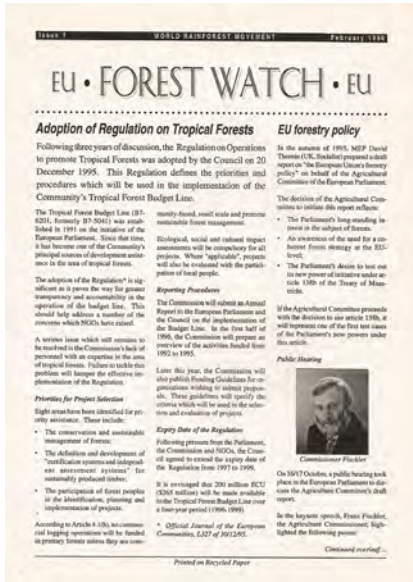 Issue 1 WORLD RAINFOREST MOVEMENT February 1996
EU • FOREST WATCH • EU
Adoption of Regulation on Tropical Forests
Following three years of discussion, the Regulation on Operations
to promote Tropical Forests was adopted by the Council on 20
December 1995. This Regulation defines the priorities and
procedures which will be used in the implementation of the
Community's Tropical Forest Budget Line.
The Tropical Forest Budget Line (B7-
6201, formerly B7-5041) was estab-
lished in 1991 on the initiative of the
European Parliament. Since that time,
it has become one of the Community's
principal sources of development assist-
ance in the area of tropical forests.
The adoption of the Regulation* is sig-
nificant as it paves the way for greater
transparency and accountability in the
operation of the budget line. This
should help address a number of the
concerns which NGOs have raised.
A serious issue which still remains to
be resolved is the Commission's lack of
personnel with an expertise in the area
of tropical forests. Failure to tackle this
problem will hamper the effective im-
plementation of the Regulation.
Priorities for Project Selection
Eight areas have been identified for pri-
ority assistance. These include:
• The conservation and sustainable
management of forests;
• The definition and development of
"certification systems and independ-
ent assessment systems" for
sustainably produced timber;
• The participation of forest peoples
in the identification, planning and
implementation of projects.
According to Article 4.1(b), no commer-
cial logging operations will be funded
in primary forests unless they are com-
munity-based, small scale and promote
sustainable forest management.
Ecological, social and cultural impact
assessments will be compulsory for all
projects. Where "applicable", projects
will also be evaluated with the partici-
pation of local people.
Reporting Procedures
The Commission will submit an Annual
Report to the European Parliament and
the Council on the implementation of
the Budget Line. In the first half of
1996, the Commission will prepare an
overview of the activities funded from
1992 to 1995.
Later this year, the Commission will
also publish Funding Guidelines for or-
ganizations wishing to submit propos-
als. These guidelines will specify the
criteria which will be used in the selec-
tion and evaluation of projects.
Expiry Date of the Regulation
Following pressure from the Parliament,
the Commission and NGOs, the Coun-
cil agreed to extend the expiry date of
the Regulation from 1997 to 1999.
It is envisaged that 200 million ECU
($265 million) will be made available
to the Tropical Forest Budget Line over
a four-year period (1996-1999).
* Official Journal of the European
Communities, L327 of 30/12/95.
EU forestry policy
In the autumn of 1995, MEP David
Thomas (UK, Socialist) prepared a draft
report on "the European Union's forestry
policy" on behalf of the Agricultural
Committee of the European Parliament.
The decision of the Agricultural Com-
mittee to initiate this report reflects:
• The Parliament's long-standing in-
terest in the subject of forests.
• An awareness of the need for a co-
herent forests strategy at the EU-
level;
• The Parliament's desire to test out
its new power of initiative under ar-
ticle 138b of the Treaty of Maas-
tricht.
If the Agricultural Committee proceeds
with the decision to use article 138b, it
will represent one of the first test cases
of the Parliament's new powers under
this article.
Public Hearing
Commissioner Fischler
On 16/17 October, a public hearing took
place in the European Parliament to dis-
cuss the Agriculture Committee's draft
report.
In the keynote speech, Franz Fischler,
the Agriculture Commissioner, high-
lighted the following points:
Continued overleaf ...
Printed on Recycled Paper